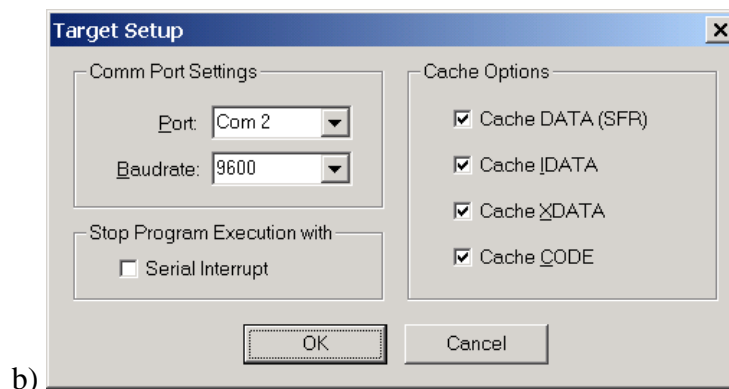 Target Setup
Comm Port Settings
Port: Com 2
Baudrate: 9600
Stop Program Execution with
Serial Interrupt
Cache Options
Cache DATA (SFR)
Cache IDATA
Cache XDATA
Cache CODE
OK Cancel
b)